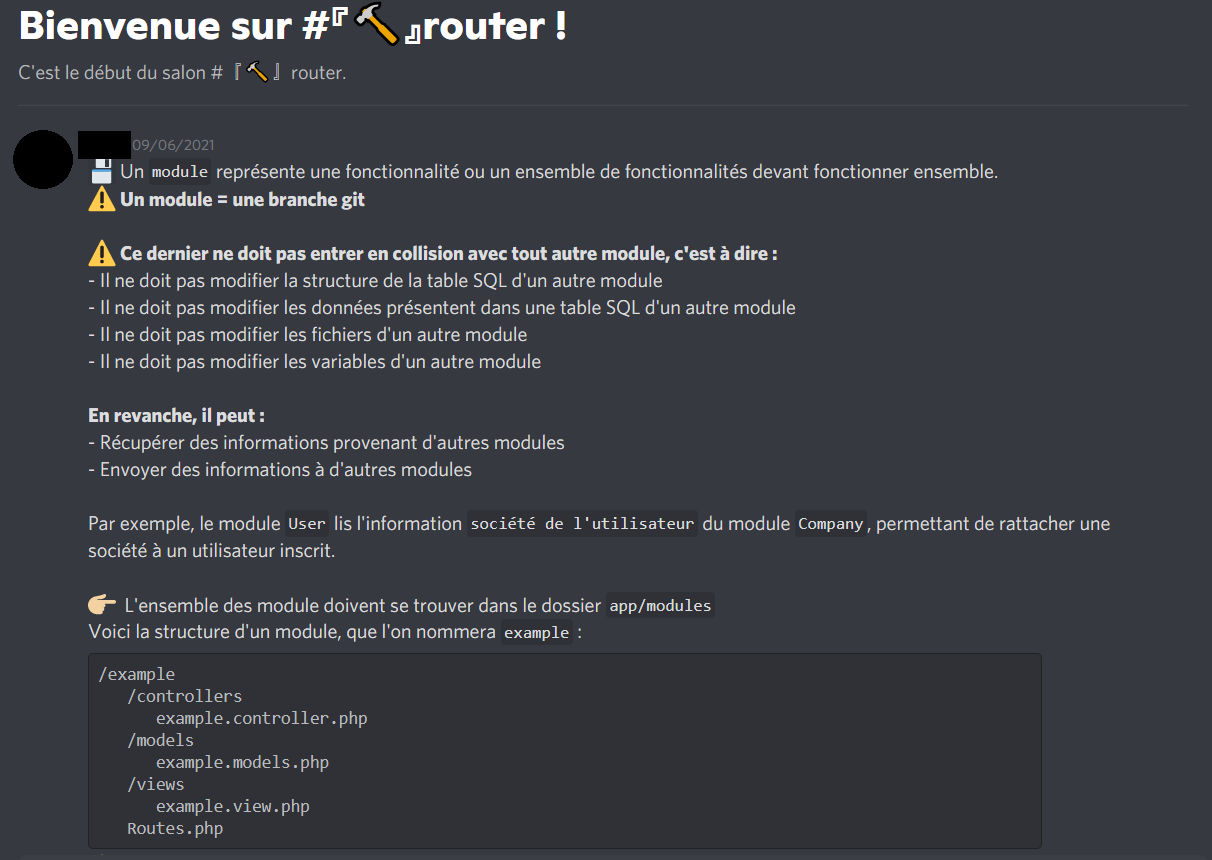 Bienvenue sur #『🔨』router !
C'est le début du salon #『🔨』 router.
09/06/2021
💾 Un module représente une fonctionnalité ou un ensemble de fonctionnalités devant fonctionner ensemble.
⚠️ Un module = une branche git
⚠️ Ce dernier ne doit pas entrer en collision avec tout autre module, c'est à dire :
- Il ne doit pas modifier la structure de la table SQL d'un autre module
- Il ne doit pas modifier les données présentent dans une table SQL d'un autre module
- Il ne doit pas modifier les fichiers d'un autre module
- Il ne doit pas modifier les variables d'un autre module
En revanche, il peut :
- Récupérer des informations provenant d'autres modules
- Envoyer des informations à d'autres modules
Par exemple, le module User lis l'information société de l'utilisateur du module Company, permettant de rattacher une
société à un utilisateur inscrit.
👉 L'ensemble des module doivent se trouver dans le dossier app/modules
Voici la structure d'un module, que l'on nommera example :
/example
/controllers
example.controller.php
/models
example.models.php
/views
example.view.php
Routes.php